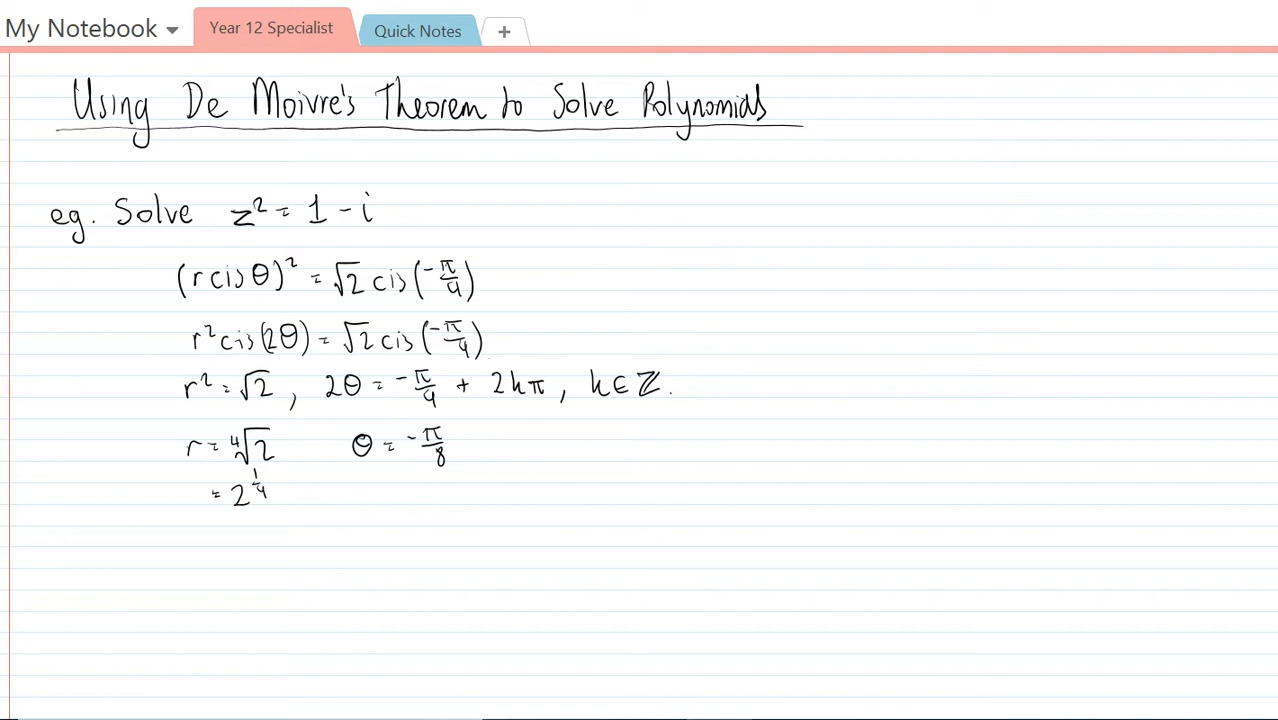 My Notebook Year 12 Specialist Quick Notes +
Using De Moivre's Theorem to Solve Polynomials
eg. Solve z² = 1 - i
(r cis θ)² = √2 cis(-π/4)
r² cis(2θ) = √2 cis(-π/4)
r² = √2, 2θ = -π/4 + 2kπ, k ∈ ℤ.
r = ∜2 θ = -π/8
= 2^(1/4)